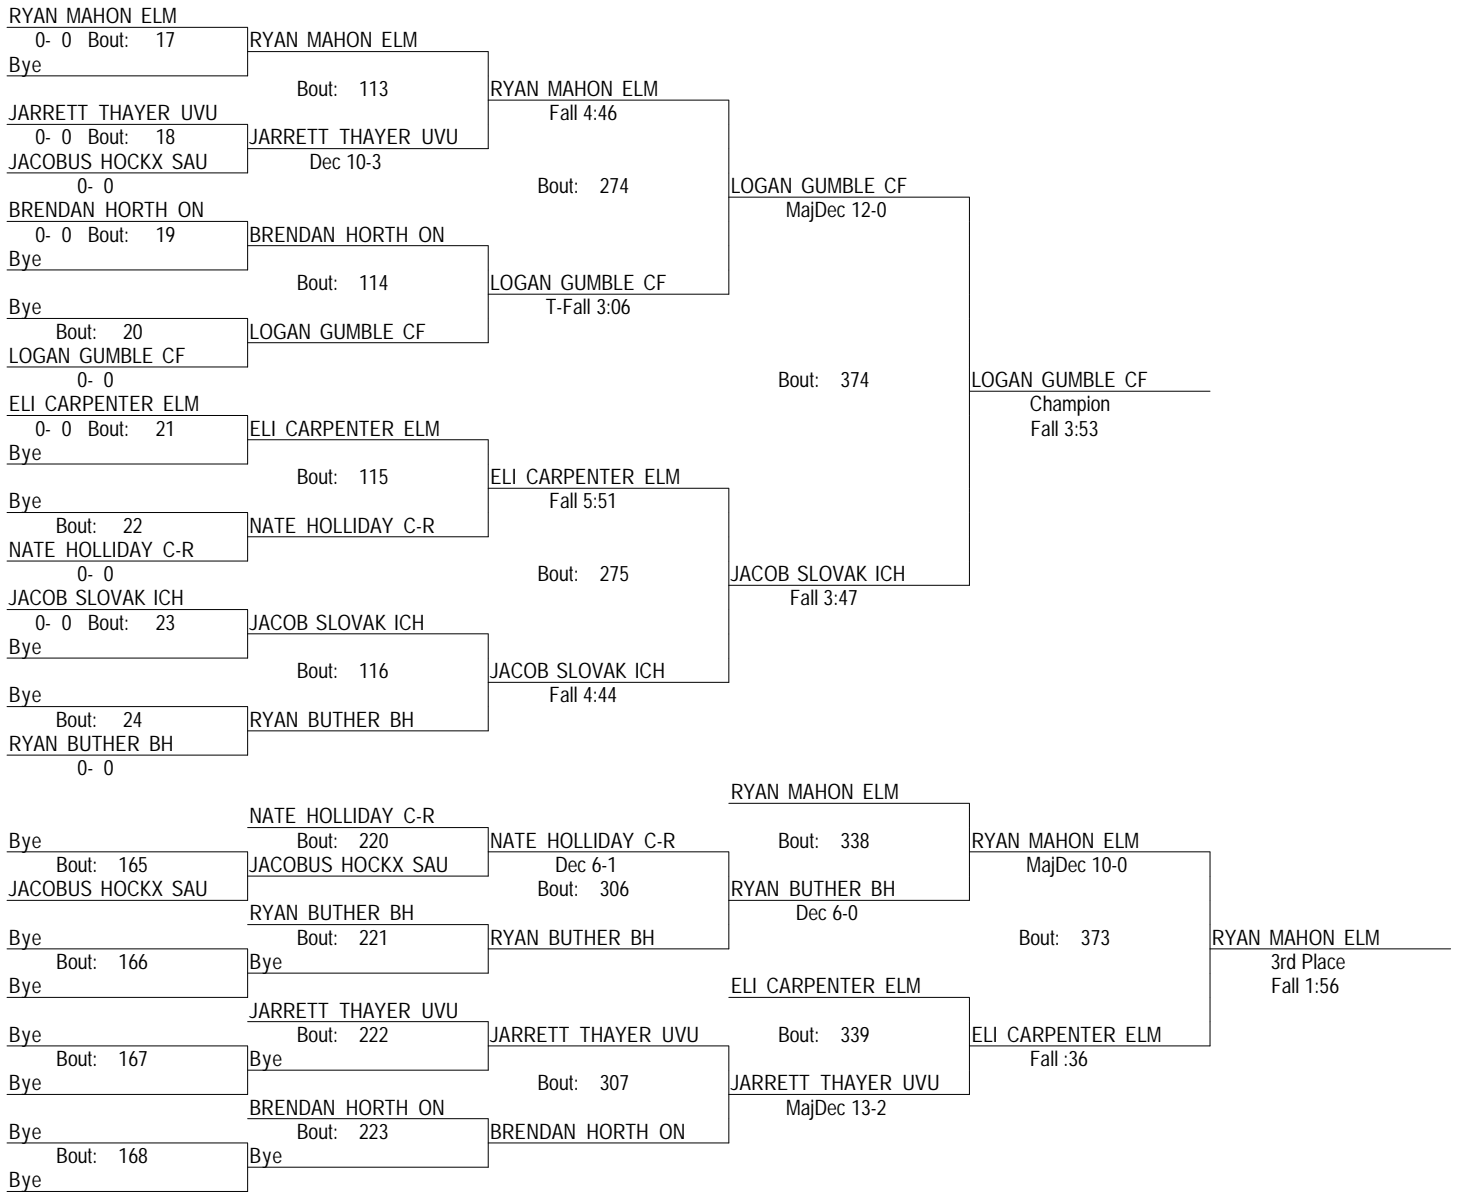 RYAN MAHON ELM
0- 0 Bout: 17
RYAN MAHON ELM
Bye
Bout: 113
RYAN MAHON ELM
JARRETT THAYER UVU
Fall 4:46
0- 0 Bout: 18
JARRETT THAYER UVU
JACOBUS HOCKX SAU
Dec 10-3
0- 0
Bout: 274
LOGAN GUMBLE CF
BRENDAN HORTH ON
MajDec 12-0
0- 0 Bout: 19
BRENDAN HORTH ON
Bye
Bout: 114
LOGAN GUMBLE CF
Bye
T-Fall 3:06
Bout: 20
LOGAN GUMBLE CF
LOGAN GUMBLE CF
0- 0
Bout: 374
LOGAN GUMBLE CF
ELI CARPENTER ELM
Champion
0- 0 Bout: 21
ELI CARPENTER ELM
Fall 3:53
Bye
Bout: 115
ELI CARPENTER ELM
Bye
Fall 5:51
Bout: 22
NATE HOLLIDAY C-R
NATE HOLLIDAY C-R
0- 0
Bout: 275
JACOB SLOVAK ICH
JACOB SLOVAK ICH
Fall 3:47
0- 0 Bout: 23
JACOB SLOVAK ICH
Bye
Bout: 116
JACOB SLOVAK ICH
Bye
Fall 4:44
Bout: 24
RYAN BUTHER BH
RYAN BUTHER BH
0- 0
RYAN MAHON ELM
NATE HOLLIDAY C-R
Bye
Bout: 220
NATE HOLLIDAY C-R
Bout: 338
RYAN MAHON ELM
Bout: 165
JACOBUS HOCKX SAU
Dec 6-1
MajDec 10-0
JACOBUS HOCKX SAU
Bout: 306
RYAN BUTHER BH
RYAN BUTHER BH
Dec 6-0
Bye
Bout: 221
RYAN BUTHER BH
Bout: 373
RYAN MAHON ELM
Bout: 166
Bye
3rd Place
Bye
ELI CARPENTER ELM
Fall 1:56
JARRETT THAYER UVU
Bye
Bout: 222
JARRETT THAYER UVU
Bout: 339
ELI CARPENTER ELM
Bout: 167
Bye
Fall :36
Bye
Bout: 307
JARRETT THAYER UVU
BRENDAN HORTH ON
MajDec 13-2
Bye
Bout: 223
BRENDAN HORTH ON
Bout: 168
Bye
Bye